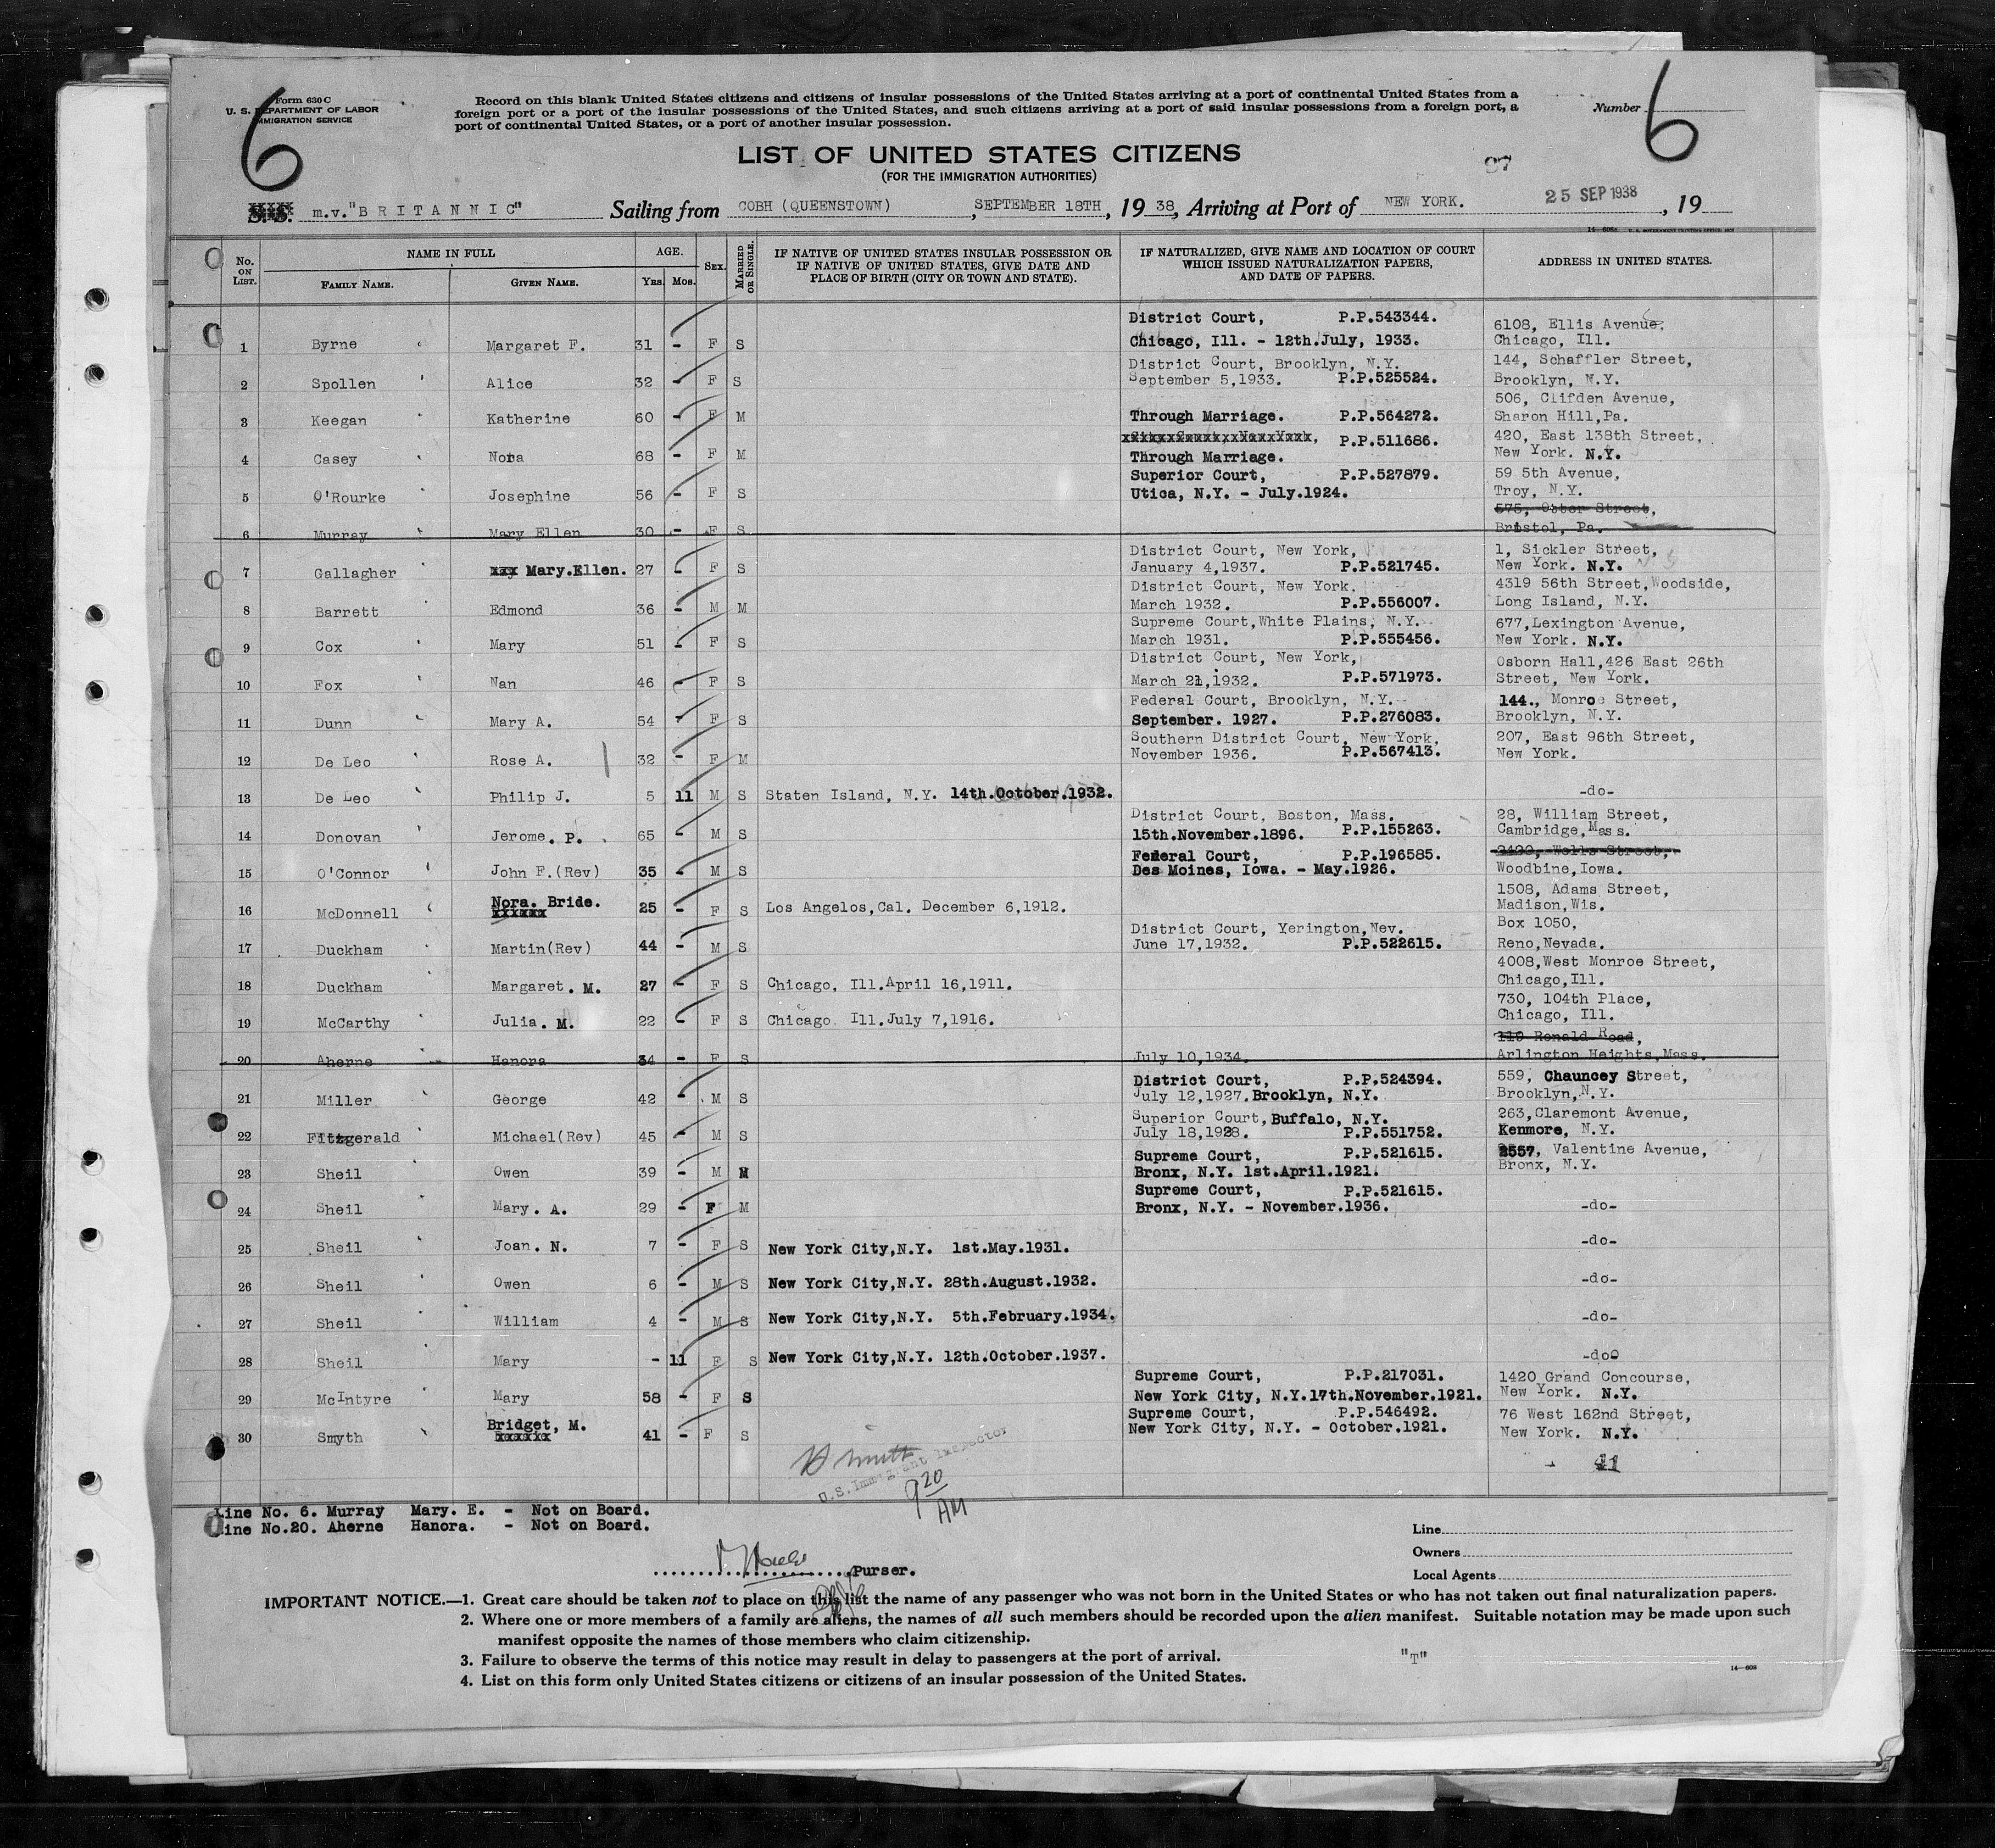 Form 630 C
U. S. DEPARTMENT OF LABOR
IMMIGRATION SERVICE
6
Record on this blank United States citizens and citizens of insular possessions of the United States arriving at a port of continental United States from a
foreign port or a port of the insular possessions of the United States, and such citizens arriving at a port of said insular possessions from a foreign port, a
port of continental United States, or a port of another insular possession.
Number 6
LIST OF UNITED STATES CITIZENS
(FOR THE IMMIGRATION AUTHORITIES)
97
S.S. m.v."BRITANNIC" Sailing from COBH (QUEENSTOWN), SEPTEMBER 18TH, 19 38, Arriving at Port of NEW YORK. 25 SEP 1938, 19
No. ON LIST. NAME IN FULL FAMILY NAME. GIVEN NAME. AGE. Yrs. Mos. SEX. MARRIED OR SINGLE. IF NATIVE OF UNITED STATES INSULAR POSSESSION OR IF NATIVE OF UNITED STATES, GIVE DATE AND PLACE OF BIRTH (CITY OR TOWN AND STATE). IF NATURALIZED, GIVE NAME AND LOCATION OF COURT WHICH ISSUED NATURALIZATION PAPERS, AND DATE OF PAPERS. ADDRESS IN UNITED STATES.
1 Byrne Margaret F. 31 - F S District Court, P.P.543344. Chicago, Ill. - 12th.July, 1933. 6108, Ellis Avenue, Chicago, Ill.
2 Spollen Alice 32 - F S District Court, Brooklyn, N.Y. September 5,1933. P.P.525524. 144, Schaffler Street, Brooklyn, N.Y.
3 Keegan Katherine 60 - F M Through Marriage. P.P.564272. 506, Clifden Avenue, Sharon Hill,Pa.
4 Casey Nora 68 - F M P.P.511686. Through Marriage. 420, East 138th Street, New York. N.Y.
5 O'Rourke Josephine 56 - F S Superior Court, P.P.527879. Utica, N.Y. - July.1924. 59 5th Avenue, Troy, N.Y.
6 Murray Mary Ellen 30 - F S 575, Street, Bristol, Pa.
7 Gallagher xxx Mary.Ellen. 27 - F S District Court, New York, January 4,1937. P.P.521745. 1, Sickler Street, New York. N.Y.
8 Barrett Edmond 36 - M M District Court, New York. March 1932. P.P.556007. 4319 56th Street,Woodside, Long Island, N.Y.
9 Cox Mary 51 - F S Supreme Court,White Plains, N.Y. March 1931. P.P.555456. 677,Lexington Avenue, New York. N.Y.
10 Fox Nan 46 - F S District Court, New York, March 21,1932. P.P.571973. Osborn Hall,426 East 26th Street, New York.
11 Dunn Mary A. 54 - F S Federal Court, Brooklyn, N.Y. September. 1927. P.P.276083. 144., Monroe Street, Brooklyn, N.Y.
12 De Leo Rose A. 32 - F M Southern District Court, New York, November 1936. P.P.567413. 207, East 96th Street, New York.
13 De Leo Philip J. 5 11 M S Staten Island, N.Y. 14th.October.1932. -do-
14 Donovan Jerome. P. 65 - M S District Court, Boston, Mass. 15th.November.1896. P.P.155263. 28, William Street, Cambridge,Mass.
15 O'Connor John F.(Rev) 35 - M S Federal Court, P.P.196585. Des Moines, Iowa. - May.1926. 2420, Wells Street, Woodbine,Iowa.
16 McDonnell Nora. Bride. xxxxxx 25 - F S Los Angelos,Cal. December 6,1912. 1508, Adams Street, Madison,Wis.
17 Duckham Martin(Rev) 44 - M S District Court, Yerington,Nev. June 17,1932. P.P.522615. Box 1050, Reno,Nevada.
18 Duckham Margaret. M. 27 - F S Chicago, Ill.April 16,1911. 4008,West Monroe Street, Chicago,Ill.
19 McCarthy Julia. M. 22 - F S Chicago Ill.July 7,1916. 730, 104th Place, Chicago, Ill.
20 Aherne Hanora 34 - F S July 10,1934. 119 Ronald Road, Arlington Heights,Mass.
21 Miller George 42 - M S District Court, P.P.524394. July 12,1927.Brooklyn, N.Y. 559, Chauncey Street, Brooklyn,N.Y.
22 Fitzgerald Michael(Rev) 45 - M S Superior Court,Buffalo, N.Y. July 18,1928. P.P.551752. 263,Claremont Avenue, Kenmore, N.Y.
23 Sheil Owen 39 - M M Supreme Court, P.P.521615. Bronx, N.Y. 1st.April.1921. 2557, Valentine Avenue, Bronx, N.Y.
24 Sheil Mary. A. 29 - F M Supreme Court, P.P.521615. Bronx, N.Y. - November.1936. -do-
25 Sheil Joan. N. 7 - F S New York City,N.Y. 1st.May.1931. -do-
26 Sheil Owen 6 - M S New York City,N.Y. 28th.August.1932. -do-
27 Sheil William 4 - M S New York City,N.Y. 5th.February.1934. -do-
28 Sheil Mary - 11 F S New York City,N.Y. 12th.October.1937. -do-
29 McIntyre Mary 58 - F S Supreme Court, P.P.217031. New York City, N.Y.17th.November.1921. 1420 Grand Concourse, New York. N.Y.
30 Smyth Bridget, M. xxxxxx 41 - F S Supreme Court, P.P.546492. New York City, N.Y. - October.1921. 76 West 162nd Street, New York. N.Y.
U.S. Immigrant Inspector
9 20 AM
41
Line No. 6. Murray Mary. E. - Not on Board.
Line No.20. Aherne Hanora. - Not on Board.
Purser.
Line
Owners
Local Agents
IMPORTANT NOTICE.—1. Great care should be taken not to place on this list the name of any passenger who was not born in the United States or who has not taken out final naturalization papers.
2. Where one or more members of a family are aliens, the names of all such members should be recorded upon the alien manifest. Suitable notation may be made upon such
manifest opposite the names of those members who claim citizenship.
3. Failure to observe the terms of this notice may result in delay to passengers at the port of arrival.
"T"
14—608
4. List on this form only United States citizens or citizens of an insular possession of the United States.